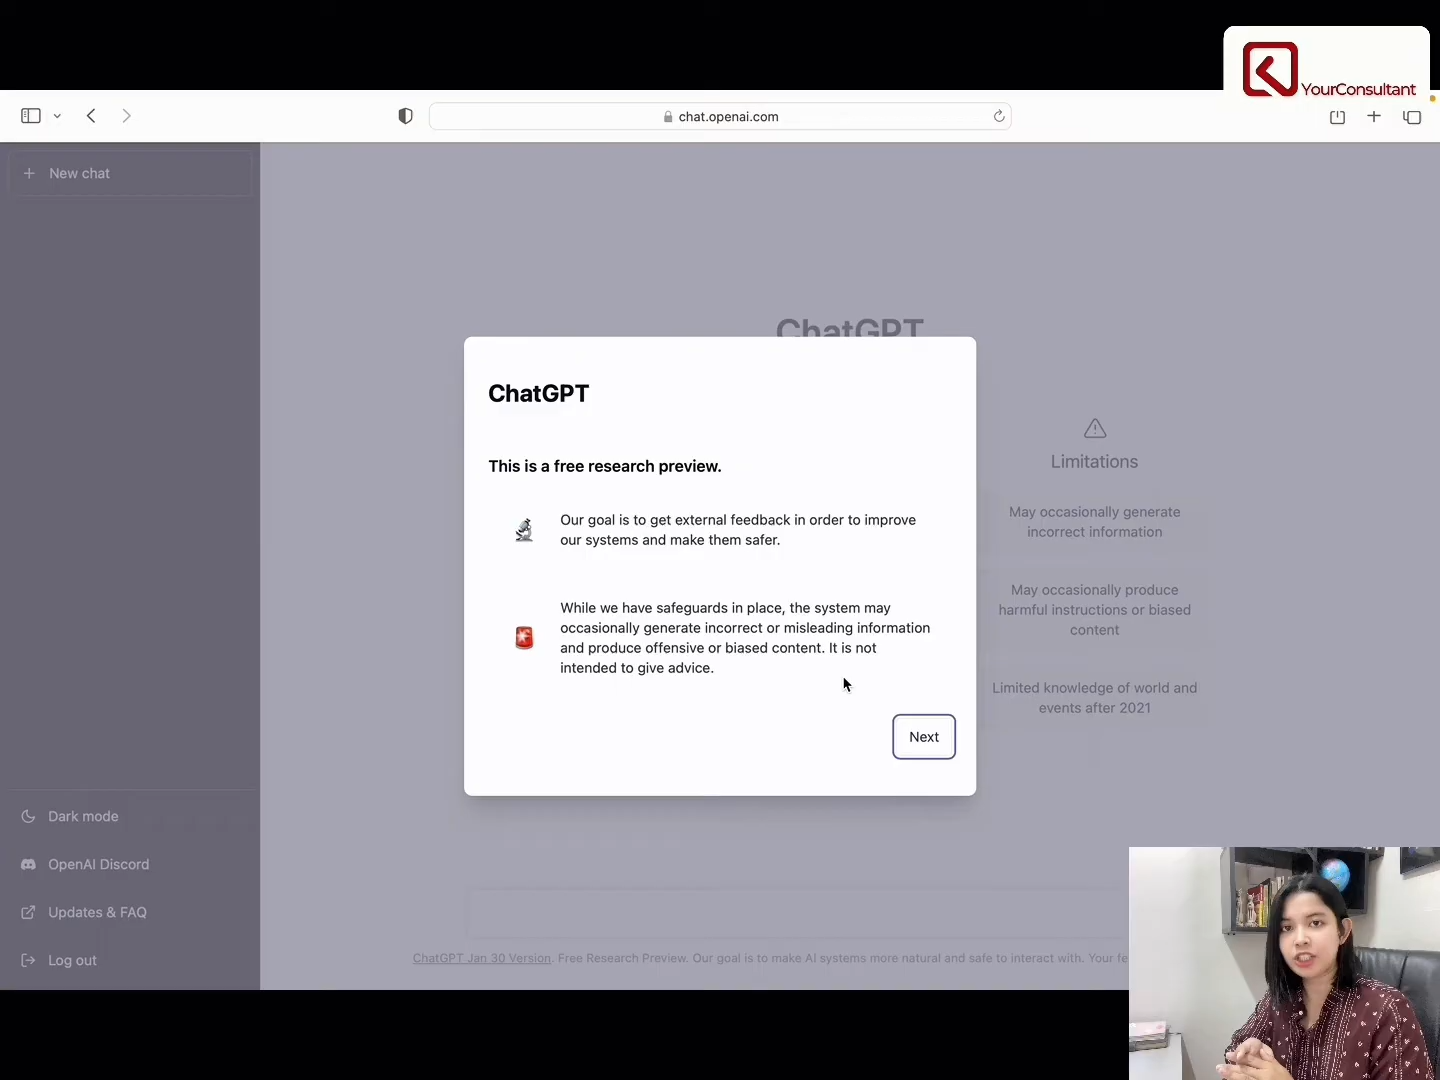 YourConsultant
chat.openai.com
New chat
ChatGPT
ChatGPT
This is a free research preview.
Our goal is to get external feedback in order to improve
our systems and make them safer.
While we have safeguards in place, the system may
occasionally generate incorrect or misleading information
and produce offensive or biased content. It is not
intended to give advice.
Next
Limitations
May occasionally generate
incorrect information
May occasionally produce
harmful instructions or biased
content
Limited knowledge of world and
events after 2021
Dark mode
OpenAI Discord
Updates & FAQ
Log out
ChatGPT Jan 30 Version. Free Research Preview. Our goal is to make AI systems more natural and safe to interact with. Your fe